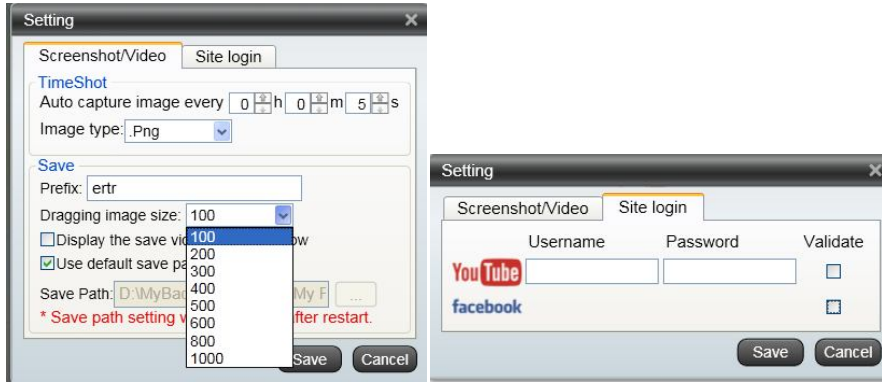 Setting
Screenshot/Video Site login
TimeShot
Auto capture image every 0 h 0 m 5 s
Image type: .Png
Save
Prefix: ertr
Dragging image size: 100
Display the save vi ow
100
200
Use default save pa
300
400
Save Path: D:\MyBac My F ...
500
* Save path setting w fter restart.
600
800
1000
Save Cancel
Setting
Screenshot/Video Site login
Username Password Validate
YouTube
facebook
Save Cancel